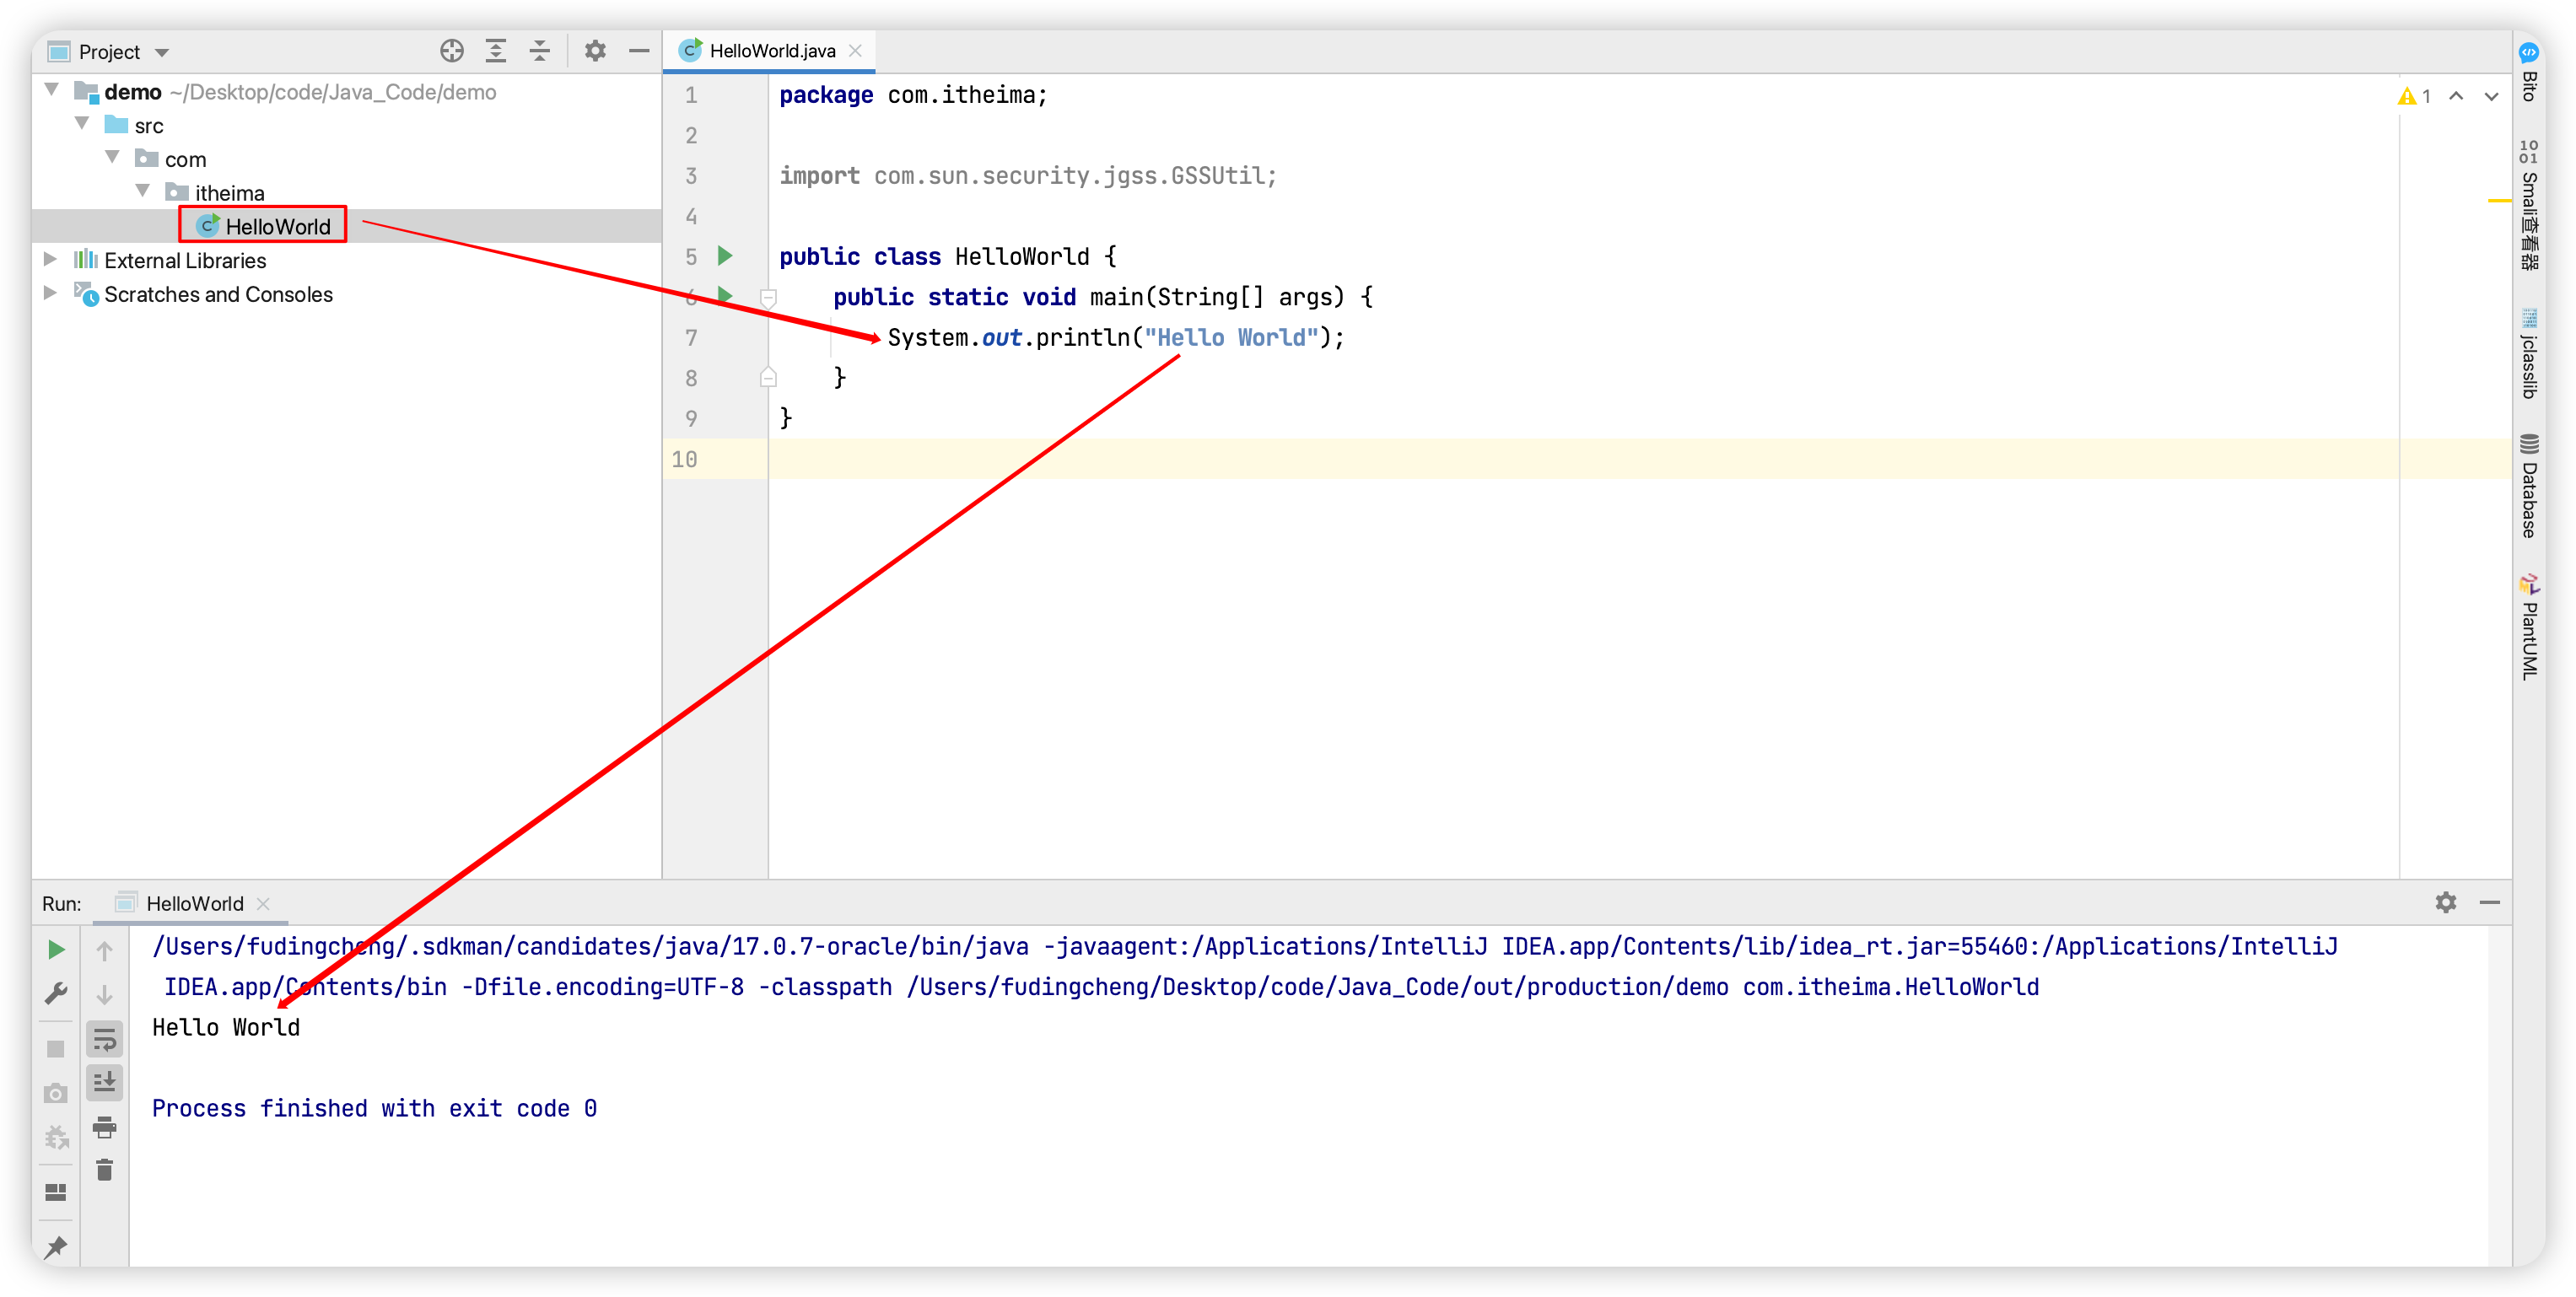 Project
demo ~/Desktop/code/Java_Code/demo
src
com
itheima
HelloWorld
External Libraries
Scratches and Consoles
HelloWorld.java
1 package com.itheima;
2
3 import com.sun.security.jgss.GSSUtil;
4
5 public class HelloWorld {
6 public static void main(String[] args) {
7 System.out.println("Hello World");
8 }
9 }
10
1
Bito
Smali查看器
jclasslib
Database
PlantUML
Run: HelloWorld
/Users/fudingcheng/.sdkman/candidates/java/17.0.7-oracle/bin/java -javaagent:/Applications/IntelliJ IDEA.app/Contents/lib/idea_rt.jar=55460:/Applications/IntelliJ
IDEA.app/Contents/bin -Dfile.encoding=UTF-8 -classpath /Users/fudingcheng/Desktop/code/Java_Code/out/production/demo com.itheima.HelloWorld
Hello World
Process finished with exit code 0